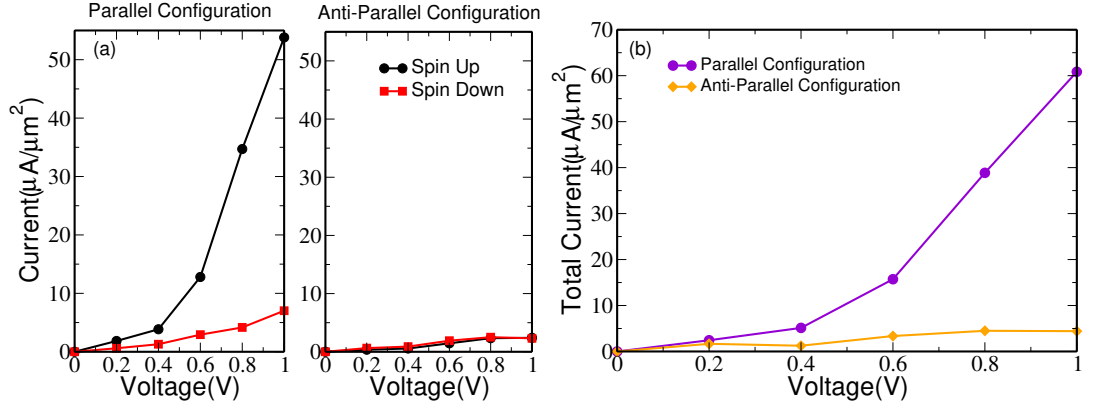 Parallel Configuration
Anti-Parallel Configuration
(a)
Current(μA/μm²)
50
40
30
20
10
0
0 0.2 0.4 0.6 0.8 1
Voltage(V)
50
40
30
20
10
0
Spin Up
Spin Down
0 0.2 0.4 0.6 0.8 1
Voltage(V)
(b)
Total Current(μA/μm²)
70
60
50
40
30
20
10
0
Parallel Configuration
Anti-Parallel Configuration
0 0.2 0.4 0.6 0.8 1
Voltage(V)